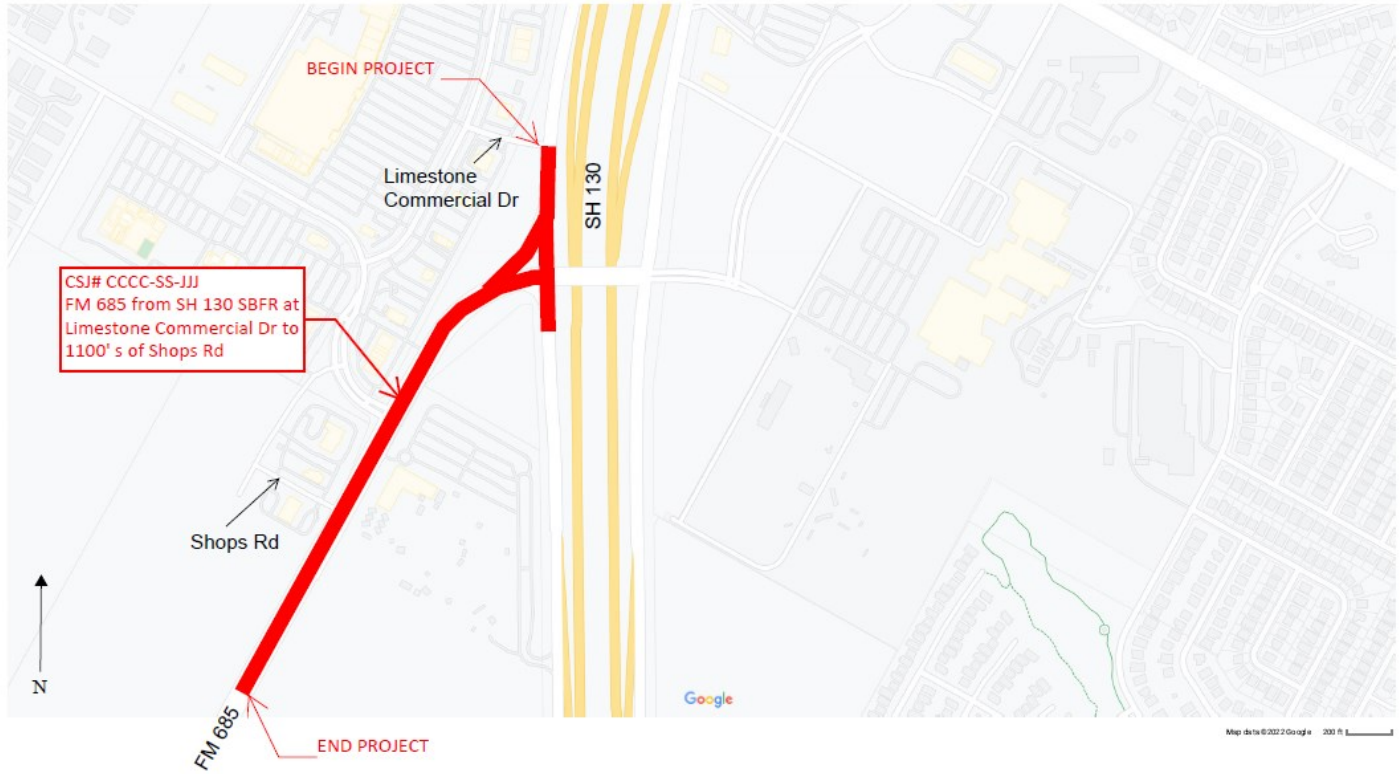 BEGIN PROJECT
Limestone
Commercial Dr
SH 130
CSJ# CCCC-SS-JJJ
FM 685 from SH 130 SBFR at
Limestone Commercial Dr to
1100' s of Shops Rd
Shops Rd
N
Google
Map data ©2022 Google 200 ft
FM 685
END PROJECT